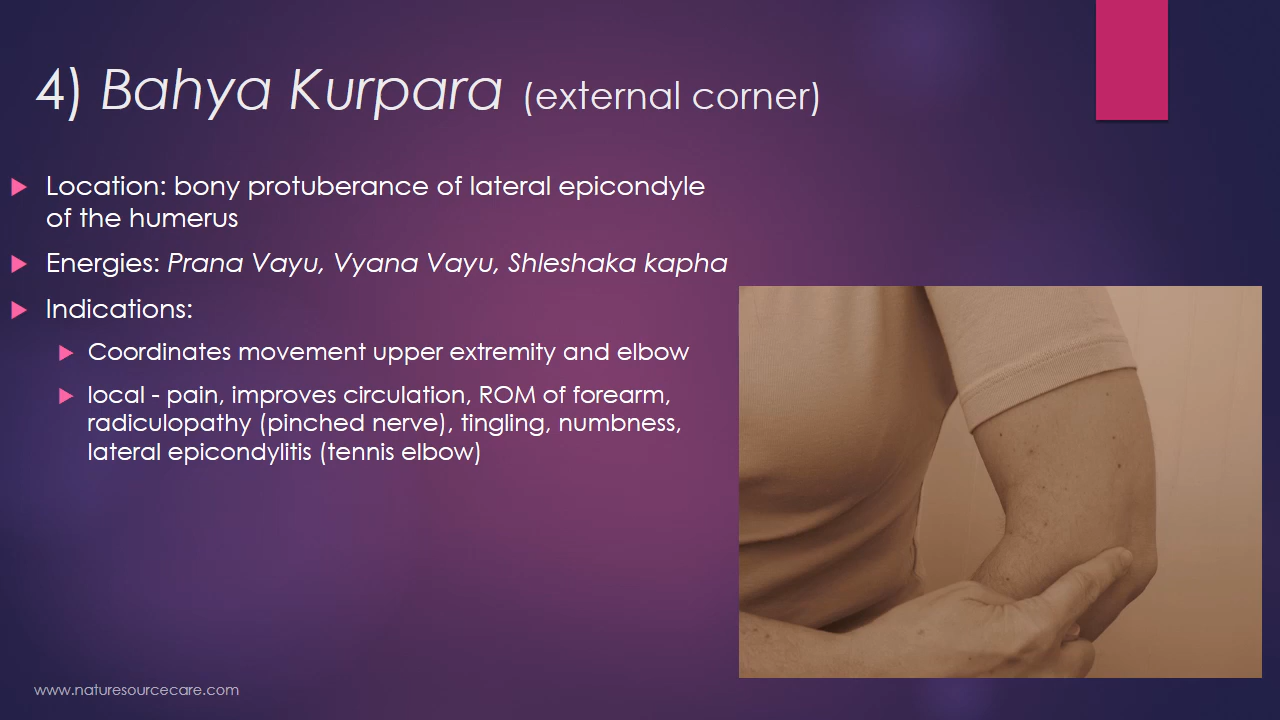 4) Bahya Kurpara (external corner)
Location: bony protuberance of lateral epicondyle
of the humerus
Energies: Prana Vayu, Vyana Vayu, Shleshaka kapha
Indications:
Coordinates movement upper extremity and elbow
local - pain, improves circulation, ROM of forearm,
radiculopathy (pinched nerve), tingling, numbness,
lateral epicondylitis (tennis elbow)
www.naturesourcecare.com